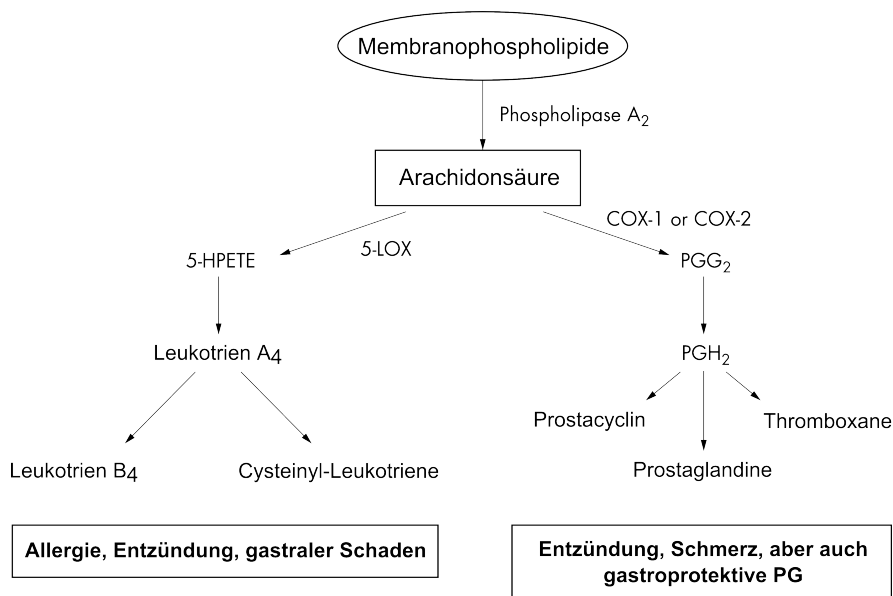 Membranophospholipide
Phospholipase A₂
Arachidonsäure
COX-1 or COX-2
5-LOX
5-HPETE
PGG₂
Leukotrien A4
PGH₂
Prostacyclin
Thromboxane
Leukotrien B4
Cysteinyl-Leukotriene
Prostaglandine
Allergie, Entzündung, gastraler Schaden
Entzündung, Schmerz, aber auch
gastroprotektive PG